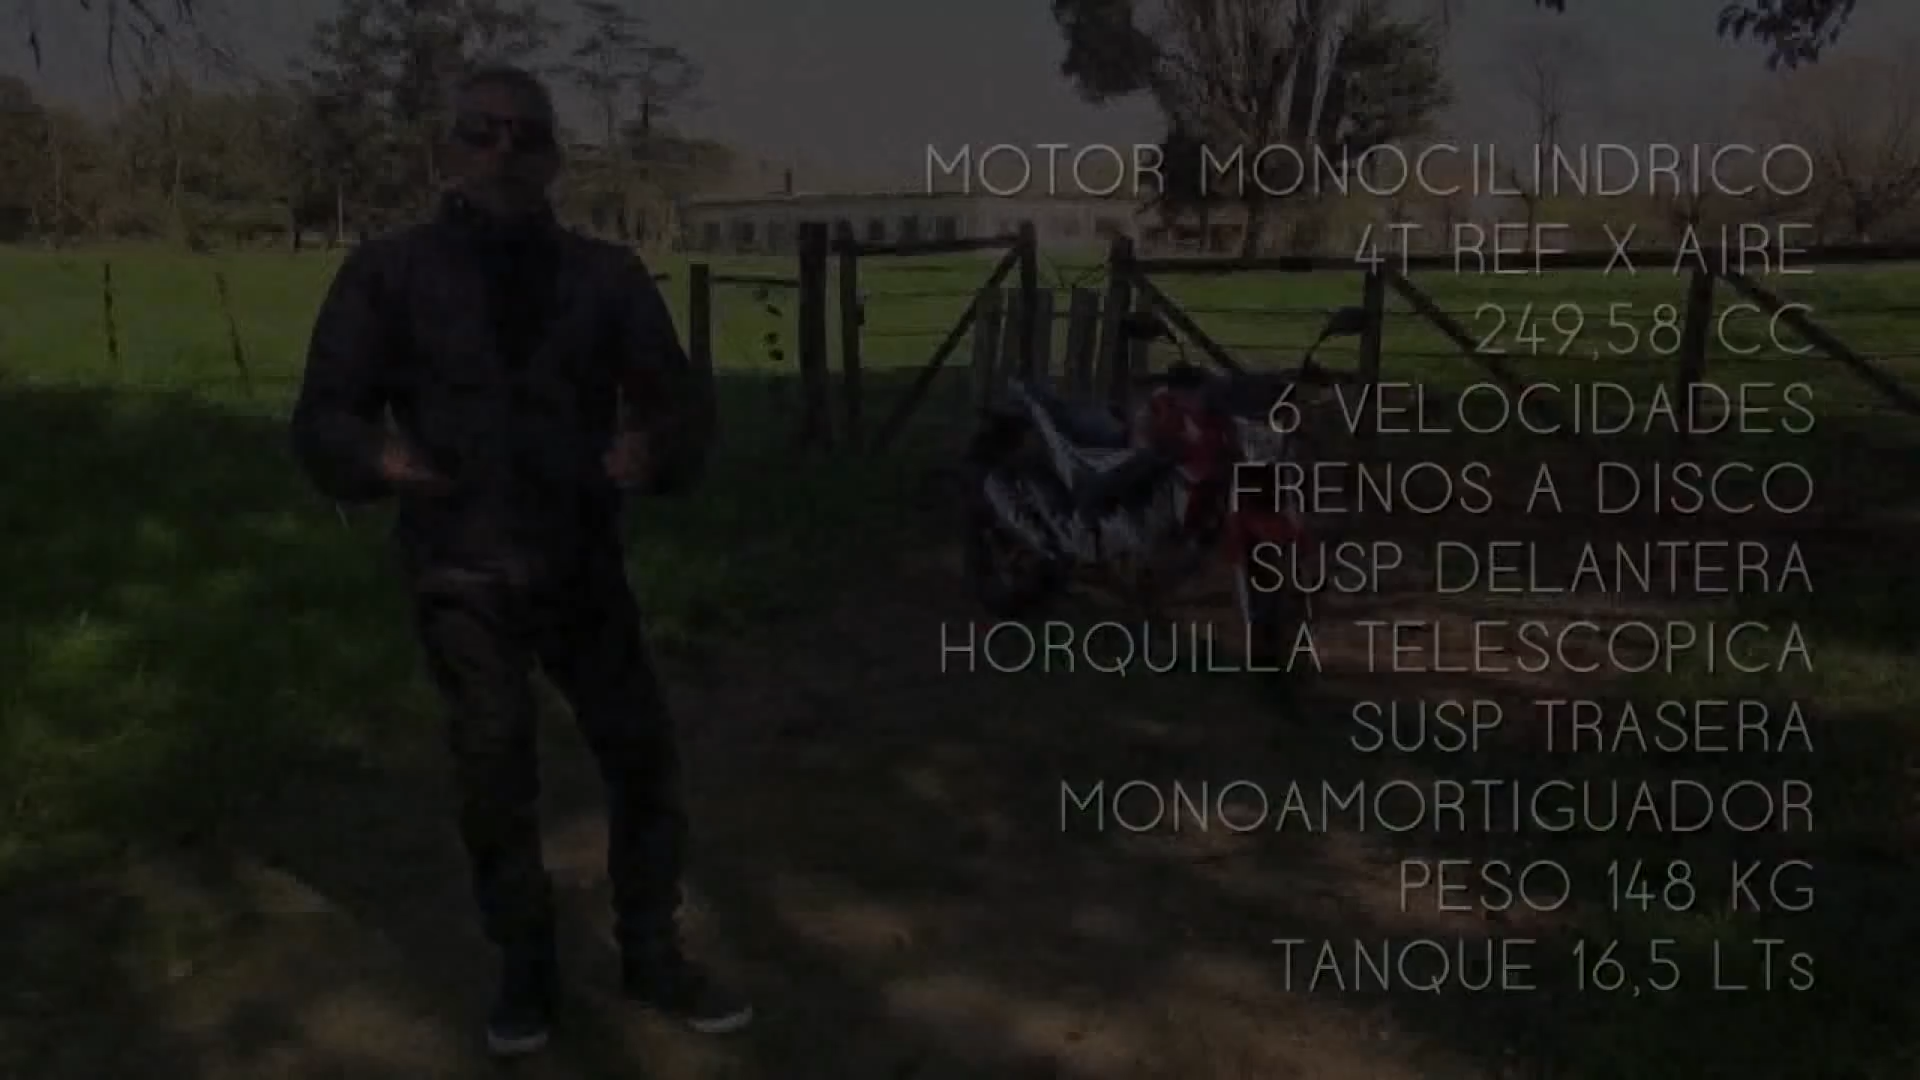 MOTOR MONOCILINDRICO
4T REF X AIRE
249,58 CC
6 VELOCIDADES
FRENOS A DISCO
SUSP DELANTERA
HORQUILLA TELESCOPICA
SUSP TRASERA
MONOAMORTIGUADOR
PESO 148 KG
TANQUE 16,5 LTs